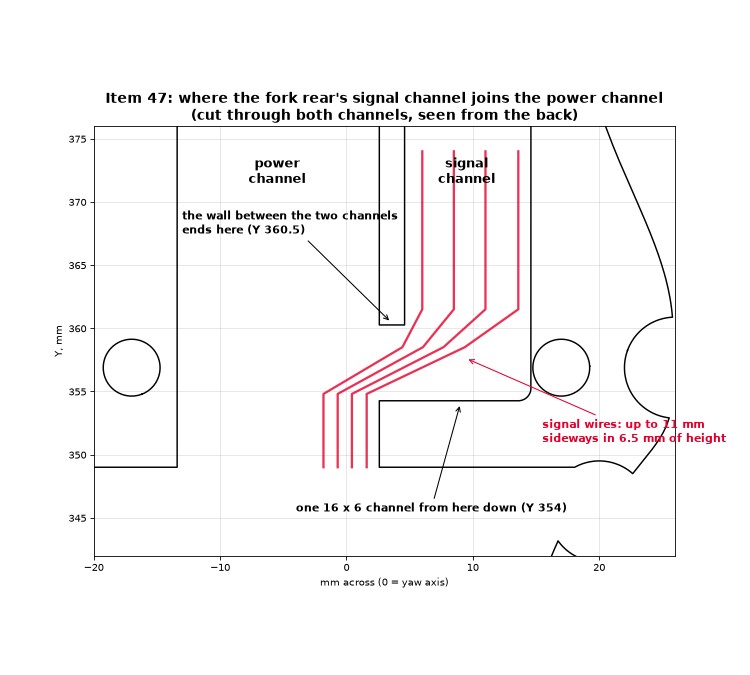 Item 47: where the fork rear's signal channel joins the power channel
(cut through both channels, seen from the back)
375
370
365
360
355
350
345
Y, mm
power
channel
signal
channel
the wall between the two channels
ends here (Y 360.5)
signal wires: up to 11 mm
sideways in 6.5 mm of height
one 16 x 6 channel from here down (Y 354)
−20
−10
0
10
20
mm across (0 = yaw axis)